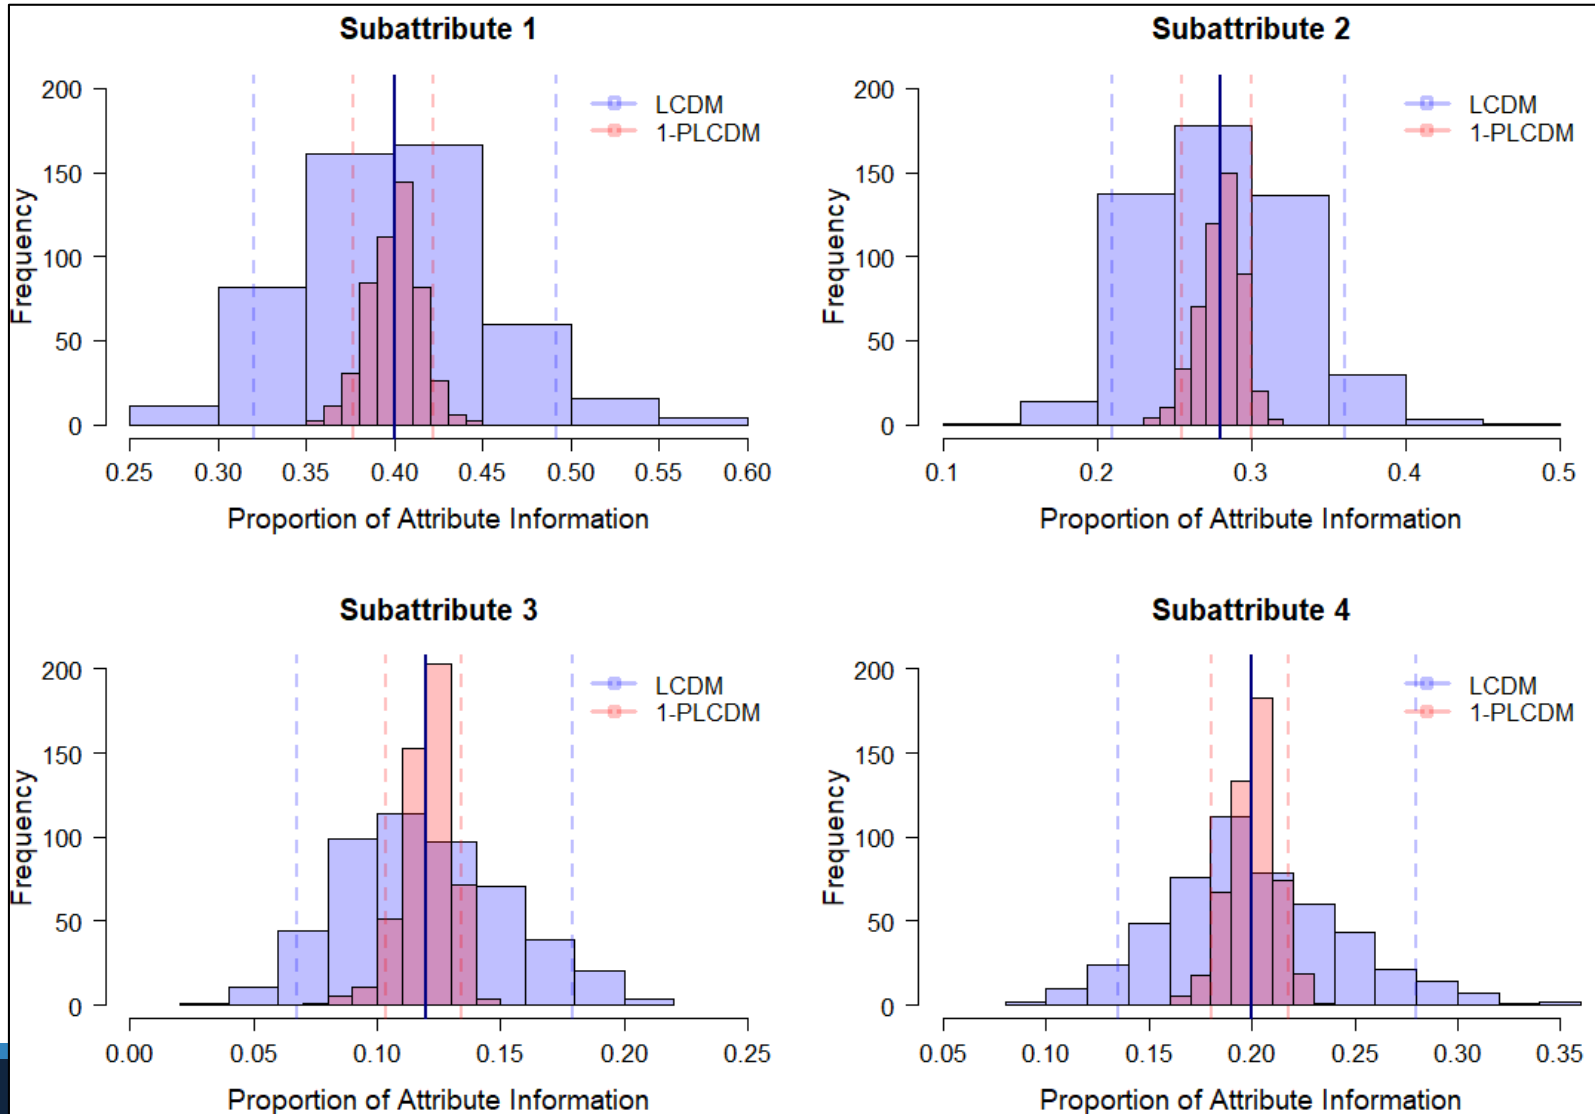 Subattribute 1
200
150
100
50
0
Frequency
LCDM
1-PLCDM
0.25 0.30 0.35 0.40 0.45 0.50 0.55 0.60
Proportion of Attribute Information
Subattribute 2
200
150
100
50
0
Frequency
LCDM
1-PLCDM
0.1 0.2 0.3 0.4 0.5
Proportion of Attribute Information
Subattribute 3
200
150
100
50
0
Frequency
LCDM
1-PLCDM
0.00 0.05 0.10 0.15 0.20 0.25
Proportion of Attribute Information
Subattribute 4
200
150
100
50
0
Frequency
LCDM
1-PLCDM
0.05 0.10 0.15 0.20 0.25 0.30 0.35
Proportion of Attribute Information